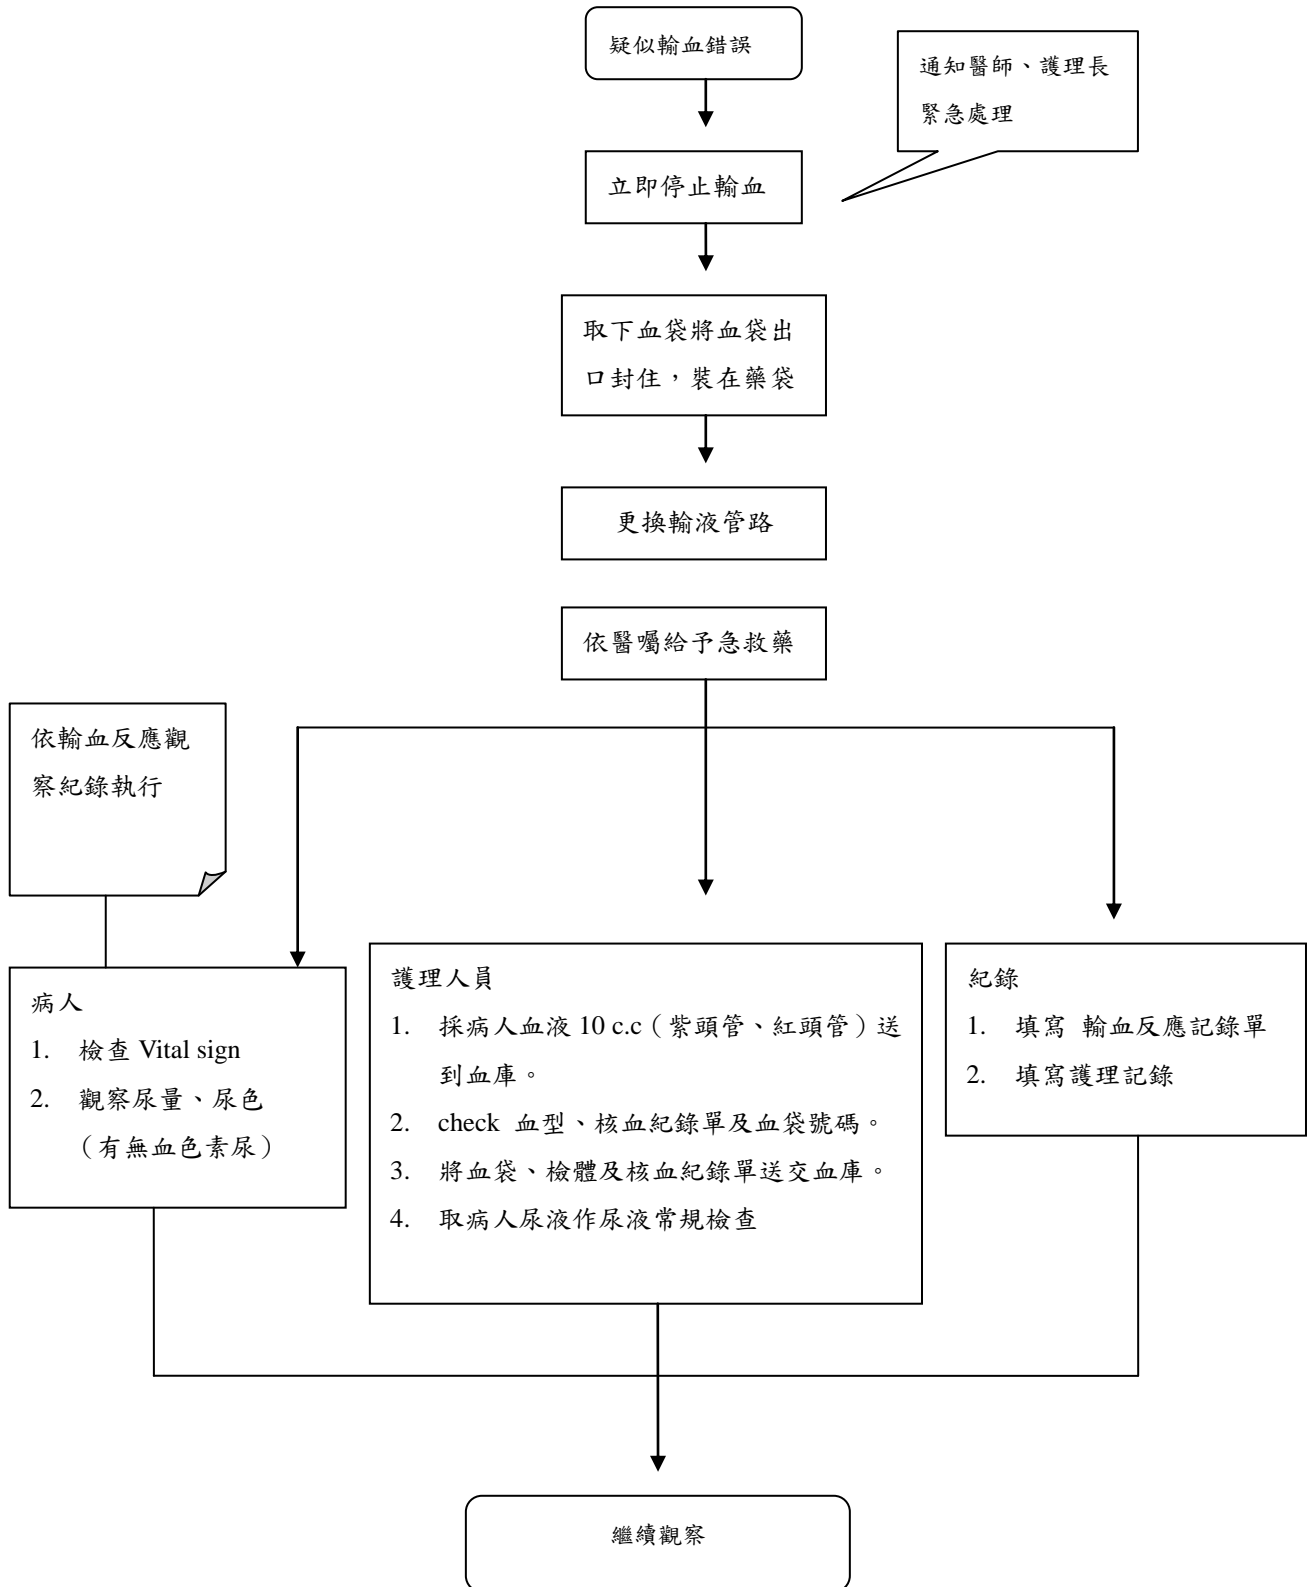 疑似輸血錯誤
通知醫師、護理長
緊急處理
立即停止輸血
取下血袋將血袋出
口封住，裝在藥袋
更換輸液管路
依醫囑給予急救藥
依輸血反應觀
察紀錄執行
病人
1. 檢查 Vital sign
2. 觀察尿量、尿色
（有無血色素尿）
護理人員
1. 採病人血液 10 c.c（紫頭管、紅頭管）送
到血庫。
2. check 血型、核血紀錄單及血袋號碼。
3. 將血袋、檢體及核血紀錄單送交血庫。
4. 取病人尿液作尿液常規檢查
紀錄
1. 填寫 輸血反應記錄單
2. 填寫護理記錄
繼續觀察